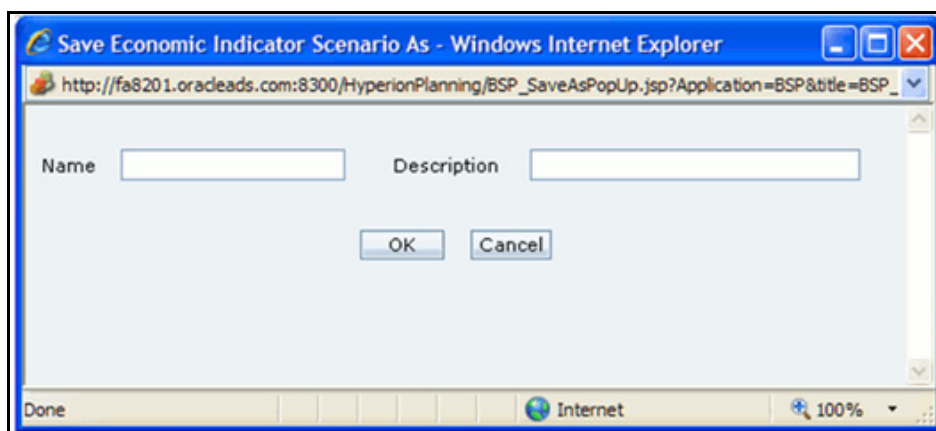 Save Economic Indicator Scenario As - Windows Internet Explorer
http://fa8201.oracleads.com:8300/HyperionPlanning/BSP_SaveAsPopUp.jsp?Application=BSP&title=BSP_
Name
Description
OK
Cancel
Done
Internet
100%